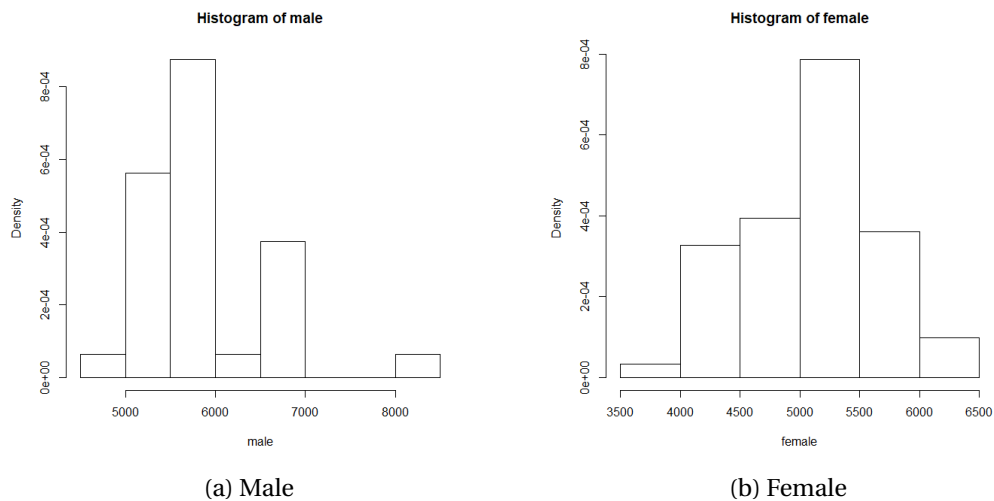 Histogram of male
Density
0e+00 2e-04 4e-04 6e-04 8e-04
5000 6000 7000 8000
male
(a) Male
Histogram of female
Density
0e+00 2e-04 4e-04 6e-04 8e-04
3500 4000 4500 5000 5500 6000 6500
female
(b) Female